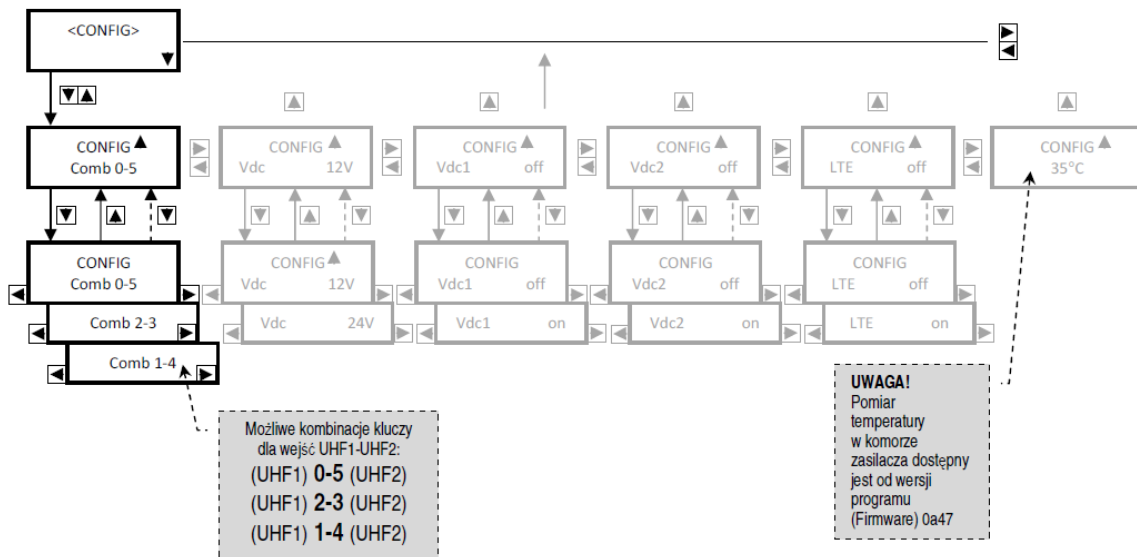 <CONFIG>
CONFIG
Comb 0-5
CONFIG
Vdc 12V
CONFIG
Vdc1 off
CONFIG
Vdc2 off
CONFIG
LTE off
CONFIG
35°C
CONFIG
Comb 0-5
Comb 2-3
Comb 1-4
CONFIG
Vdc 12V
Vdc 24V
CONFIG
Vdc1 off
Vdc1 on
CONFIG
Vdc2 off
Vdc2 on
CONFIG
LTE off
LTE on
Możliwe kombinacje kluczy
dla wejść UHF1-UHF2:
(UHF1) 0-5 (UHF2)
(UHF1) 2-3 (UHF2)
(UHF1) 1-4 (UHF2)
UWAGA!
Pomiar
temperatury
w komorze
zasilacza dostępny
jest od wersji
programu
(Firmware) 0a47